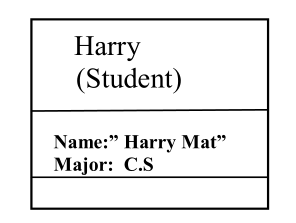 Harry
(Student)
Name:” Harry Mat”
Major: C.S